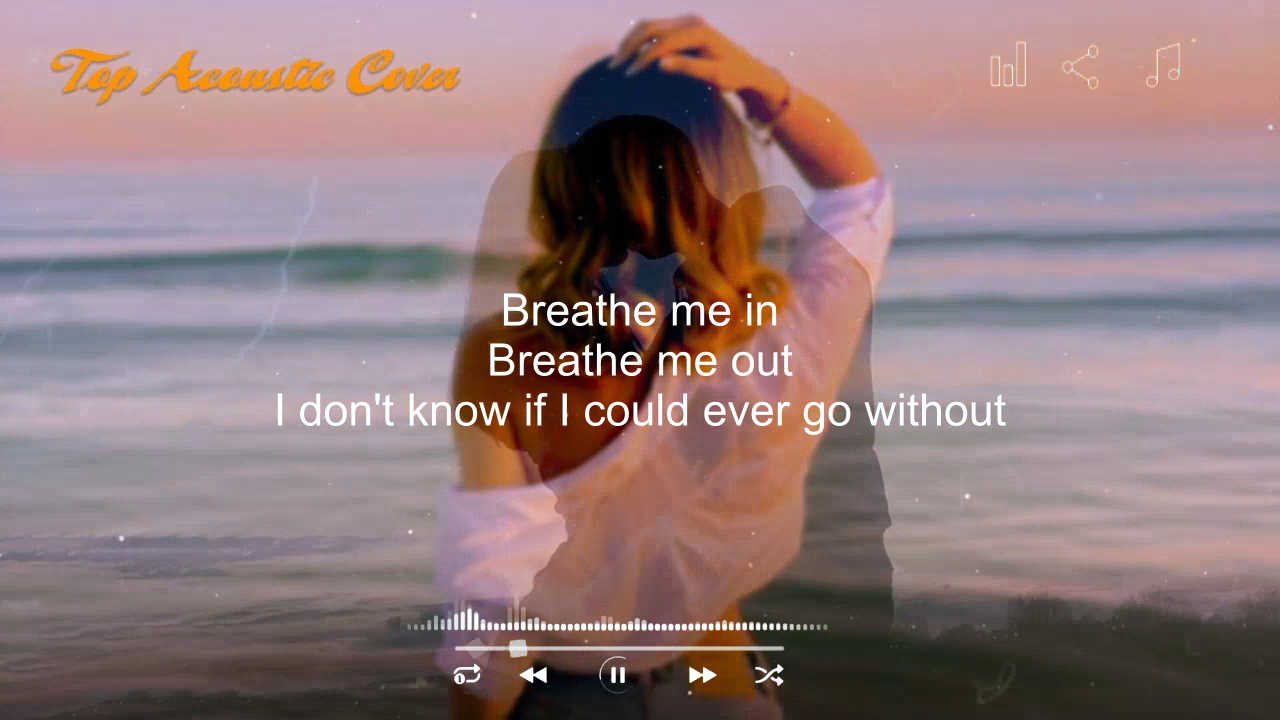 Top Acoustic Cover
Breathe me in
Breathe me out
I don't know if I could ever go without